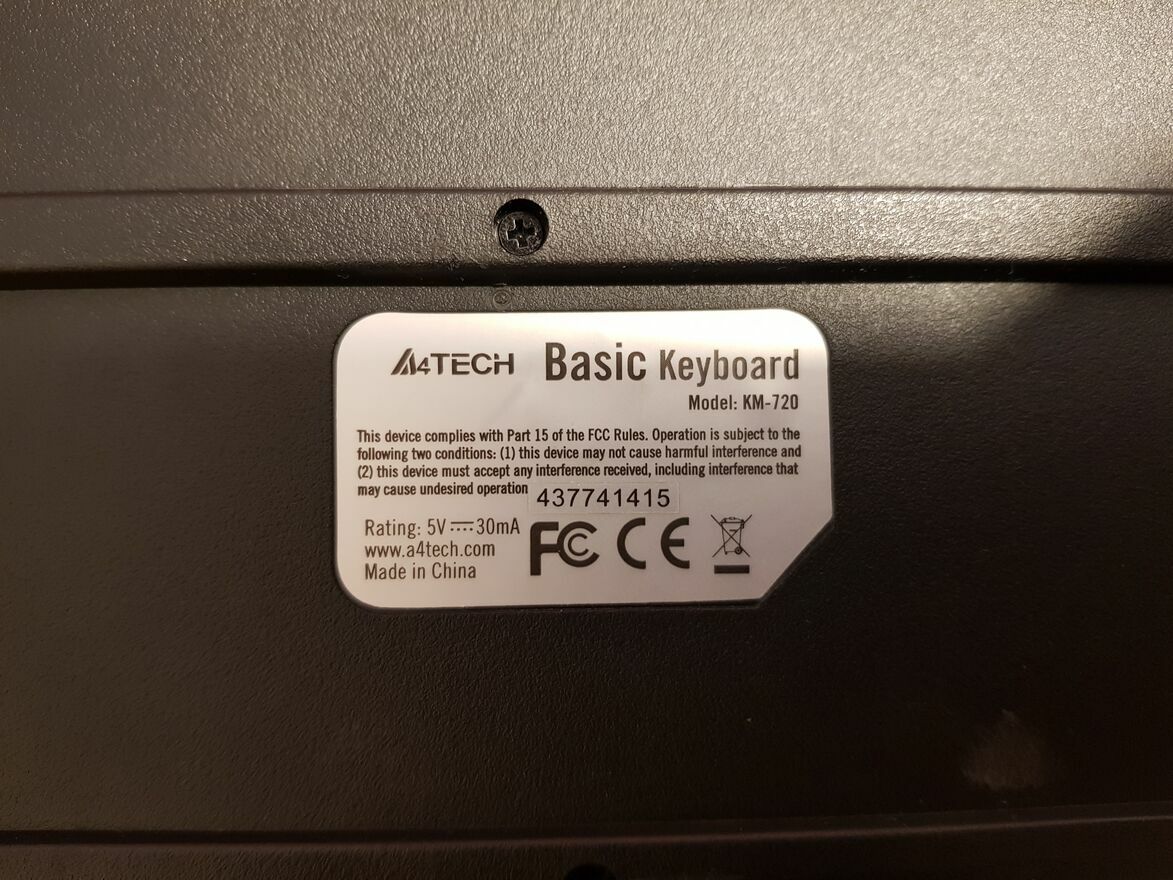 A4TECH Basic Keyboard
Model: KM-720
This device complies with Part 15 of the FCC Rules. Operation is subject to the
following two conditions: (1) this device may not cause harmful interference and
(2) this device must accept any interference received, including interference that
may cause undesired operation
437741415
Rating: 5V ⎓ 30mA
www.a4tech.com
Made in China
FC CE